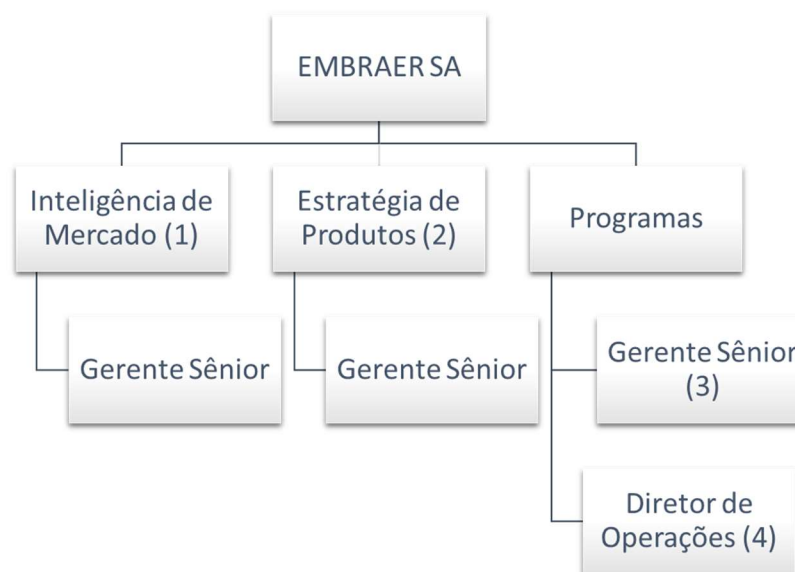 EMBRAER SA
Inteligência de
Mercado (1)
Estratégia de
Produtos (2)
Programas
Gerente Sênior
Gerente Sênior
Gerente Sênior
(3)
Diretor de
Operações (4)